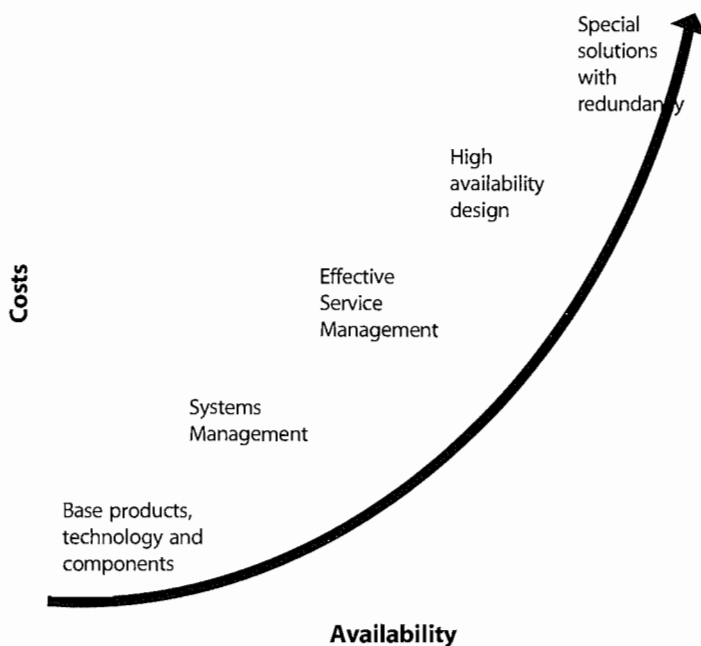 Special
solutions
with
redundancy
High
availability
design
Effective
Service
Management
Systems
Management
Base products,
technology and
components
Costs
Availability